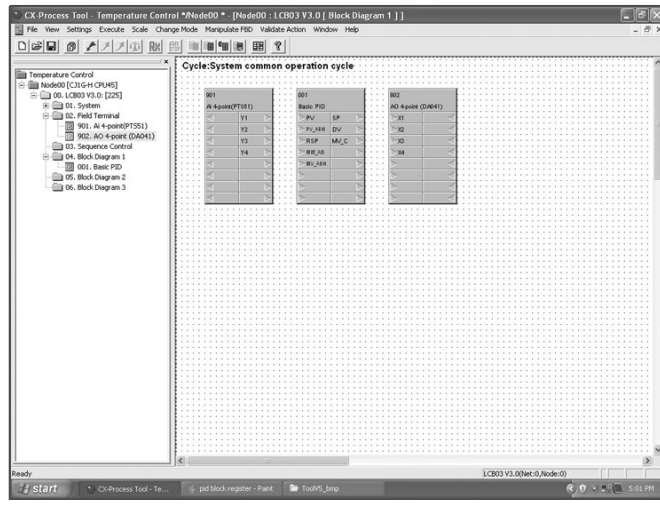 CX-Process Tool - Temperature Control */Node00 * - [Node00 : LCB03 V3.0 [ Block Diagram 1 ] ]
File View Settings Execute Scale Change Mode Manipulate FBD Validate Action Window Help
Cycle:System common operation cycle
Temperature Control
Node00 [CJ1G-H CPU45]
00. LCB03 V3.0: [225]
01. System
02. Field Terminal
901. Ai 4-point(PTS51)
902. AO 4-point (DA041)
03. Sequence Control
04. Block Diagram 1
001. Basic PID
05. Block Diagram 2
06. Block Diagram 3
901
Ai 4-point(PTS51)
Y1
Y2
Y3
Y4
001
Basic PID
PV SP
DV
RSP MV_C
902
AO 4-point (DA041)
X1
X2
X3
X4
Ready
LCB03 V3.0(Net:0,Node:0)
start
CX-Process Tool - Te...
pid block register - Paint
ToolV5_bmp
5:01 PM